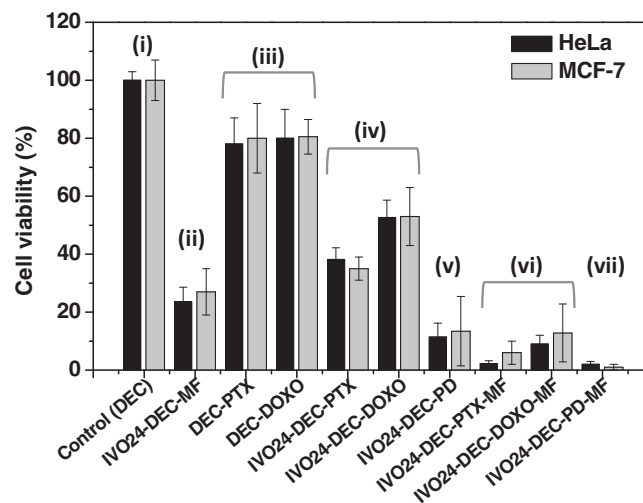 (i)
(ii)
(iii)
(iv)
(v)
(vi)
(vii)
HeLa
MCF-7
Cell viability (%)
120
100
80
60
40
20
0
Control (DEC)
IVO24-DEC-MF
DEC-PTX
DEC-DOXO
IVO24-DEC-PTX
IVO24-DEC-DOXO
IVO24-DEC-PD
IVO24-DEC-PTX-MF
IVO24-DEC-DOXO-MF
IVO24-DEC-PD-MF